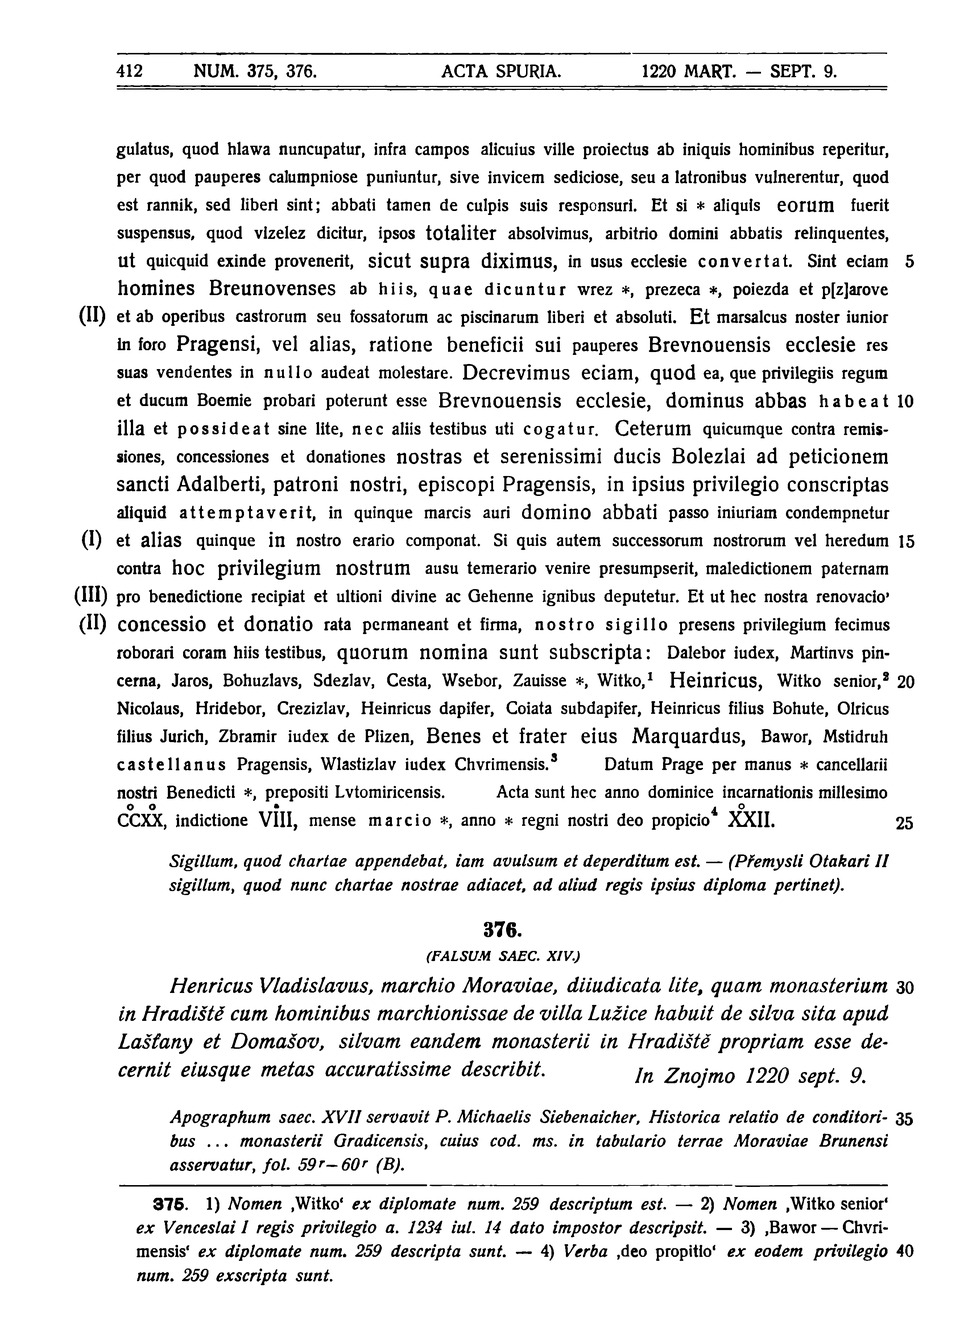 412 NUM. 375, 376. ACTA SPURIA. 1220 MART. — SEPT. 9.
gulatus, quod hlawa nuncupatur, infra campos alicuius ville proiectus ab iniquis hominibus reperitur,
per quod pauperes calumpniose puniuntur, sive invicem sediciose, seu a latronibus vulnerentur, quod
est rannik, sed liberi sint; abbati tamen de culpis suis responsuri. Et si * aliquis eorum fuerit
suspensus, quod vizelez dicitur, ipsos totaliter absolvimus, arbitrio domini abbatis relinquentes,
ut quicquid exinde provenerit, sicut supra diximus, in usus ecclesie convertat. Sint eciam 5
homines Breunovenses ab hiis, quae dicuntur wrez *, prezeca *, poiezda et p[z]arove
(II) et ab operibus castrorum seu fossatorum ac piscinarum liberi et absoluti. Et marsalcus noster iunior
in foro Pragensi, vel alias, ratione beneficii sui pauperes Brevnouensis ecclesie res
suas vendentes in nullo audeat molestare. Decrevimus eciam, quod ea, que privilegiis regum
et ducum Boemie probari poterunt esse Brevnouensis ecclesie, dominus abbas habeat 10
illa et possideat sine lite, nec aliis testibus uti cogatur. Ceterum quicumque contra remis-
siones, concessiones et donationes nostras et serenissimi ducis Bolezlai ad peticionem
sancti Adalberti, patroni nostri, episcopi Pragensis, in ipsius privilegio conscriptas
aliquid attemptaverit, in quinque marcis auri domino abbati passo iniuriam condempnetur
(I) et alias quinque in nostro erario componat. Si quis autem successorum nostrorum vel heredum 15
contra hoc privilegium nostrum ausu temerario venire presumpserit, maledictionem paternam
(III) pro benedictione recipiat et ultioni divine ac Gehenne ignibus deputetur. Et ut hec nostra renovacio'
(II) concessio et donatio rata permaneant et firma, nostro sigillo presens privilegium fecimus
roborari coram hiis testibus, quorum nomina sunt subscripta: Dalebor iudex, Martinvs pin-
cerna, Jaros, Bohuzlavs, Sdezlav, Cesta, Wsebor, Zauisse *, Witko,¹ Heinricus, Witko senior,² 20
Nicolaus, Hridebor, Crezizlav, Heinricus dapifer, Coiata subdapifer, Heinricus filius Bohute, Olricus
filius Jurich, Zbramir iudex de Plizen, Benes et frater eius Marquardus, Bawor, Mstidruh
castellanus Pragensis, Wlastizlav iudex Chvrimensis.³ Datum Prage per manus * cancellarii
nostri Benedicti *, prepositi Lvtomiricensis. Acta sunt hec anno dominice incarnationis millesimo
CC̊XX̊, indictione VIII, mense marcio *, anno * regni nostri deo propicio⁴ XX̊II. 25
Sigillum, quod chartae appendebat, iam avulsum et deperditum est. — (Přemysli Otakari II
sigillum, quod nunc chartae nostrae adiacet, ad aliud regis ipsius diploma pertinet).
376.
(FALSUM SAEC. XIV.)
Henricus Vladislavus, marchio Moraviae, diiudicata lite, quam monasterium 30
in Hradiště cum hominibus marchionissae de villa Lužice habuit de silva sita apud
Lašťany et Domašov, silvam eandem monasterii in Hradiště propriam esse de-
cernit eiusque metas accuratissime describit. In Znojmo 1220 sept. 9.
Apographum saec. XVII servavit P. Michaelis Siebenaicher, Historica relatio de conditori- 35
bus ... monasterii Gradicensis, cuius cod. ms. in tabulario terrae Moraviae Brunensi
asservatur, fol. 59ʳ—60ʳ (B).
375. 1) Nomen ‚Witko‘ ex diplomate num. 259 descriptum est. — 2) Nomen ‚Witko senior‘
ex Venceslai I regis privilegio a. 1234 iul. 14 dato impostor descripsit. — 3) ‚Bawor — Chvri-
mensis‘ ex diplomate num. 259 descripta sunt. — 4) Verba ‚deo propitio‘ ex eodem privilegio 40
num. 259 exscripta sunt.